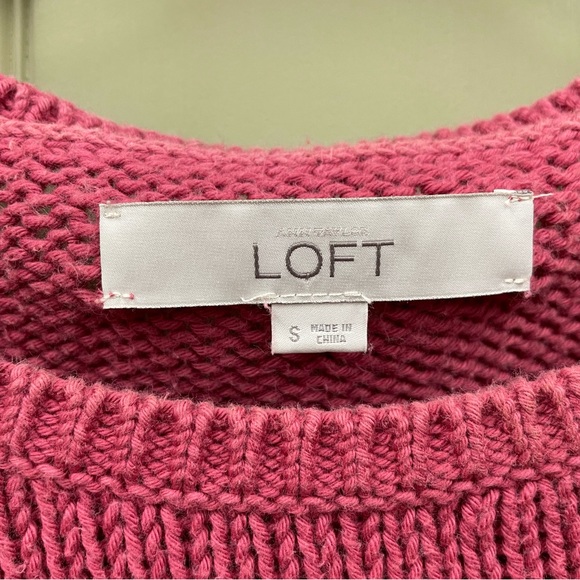 ANN TAYLOR
LOFT
S MADE IN
CHINA